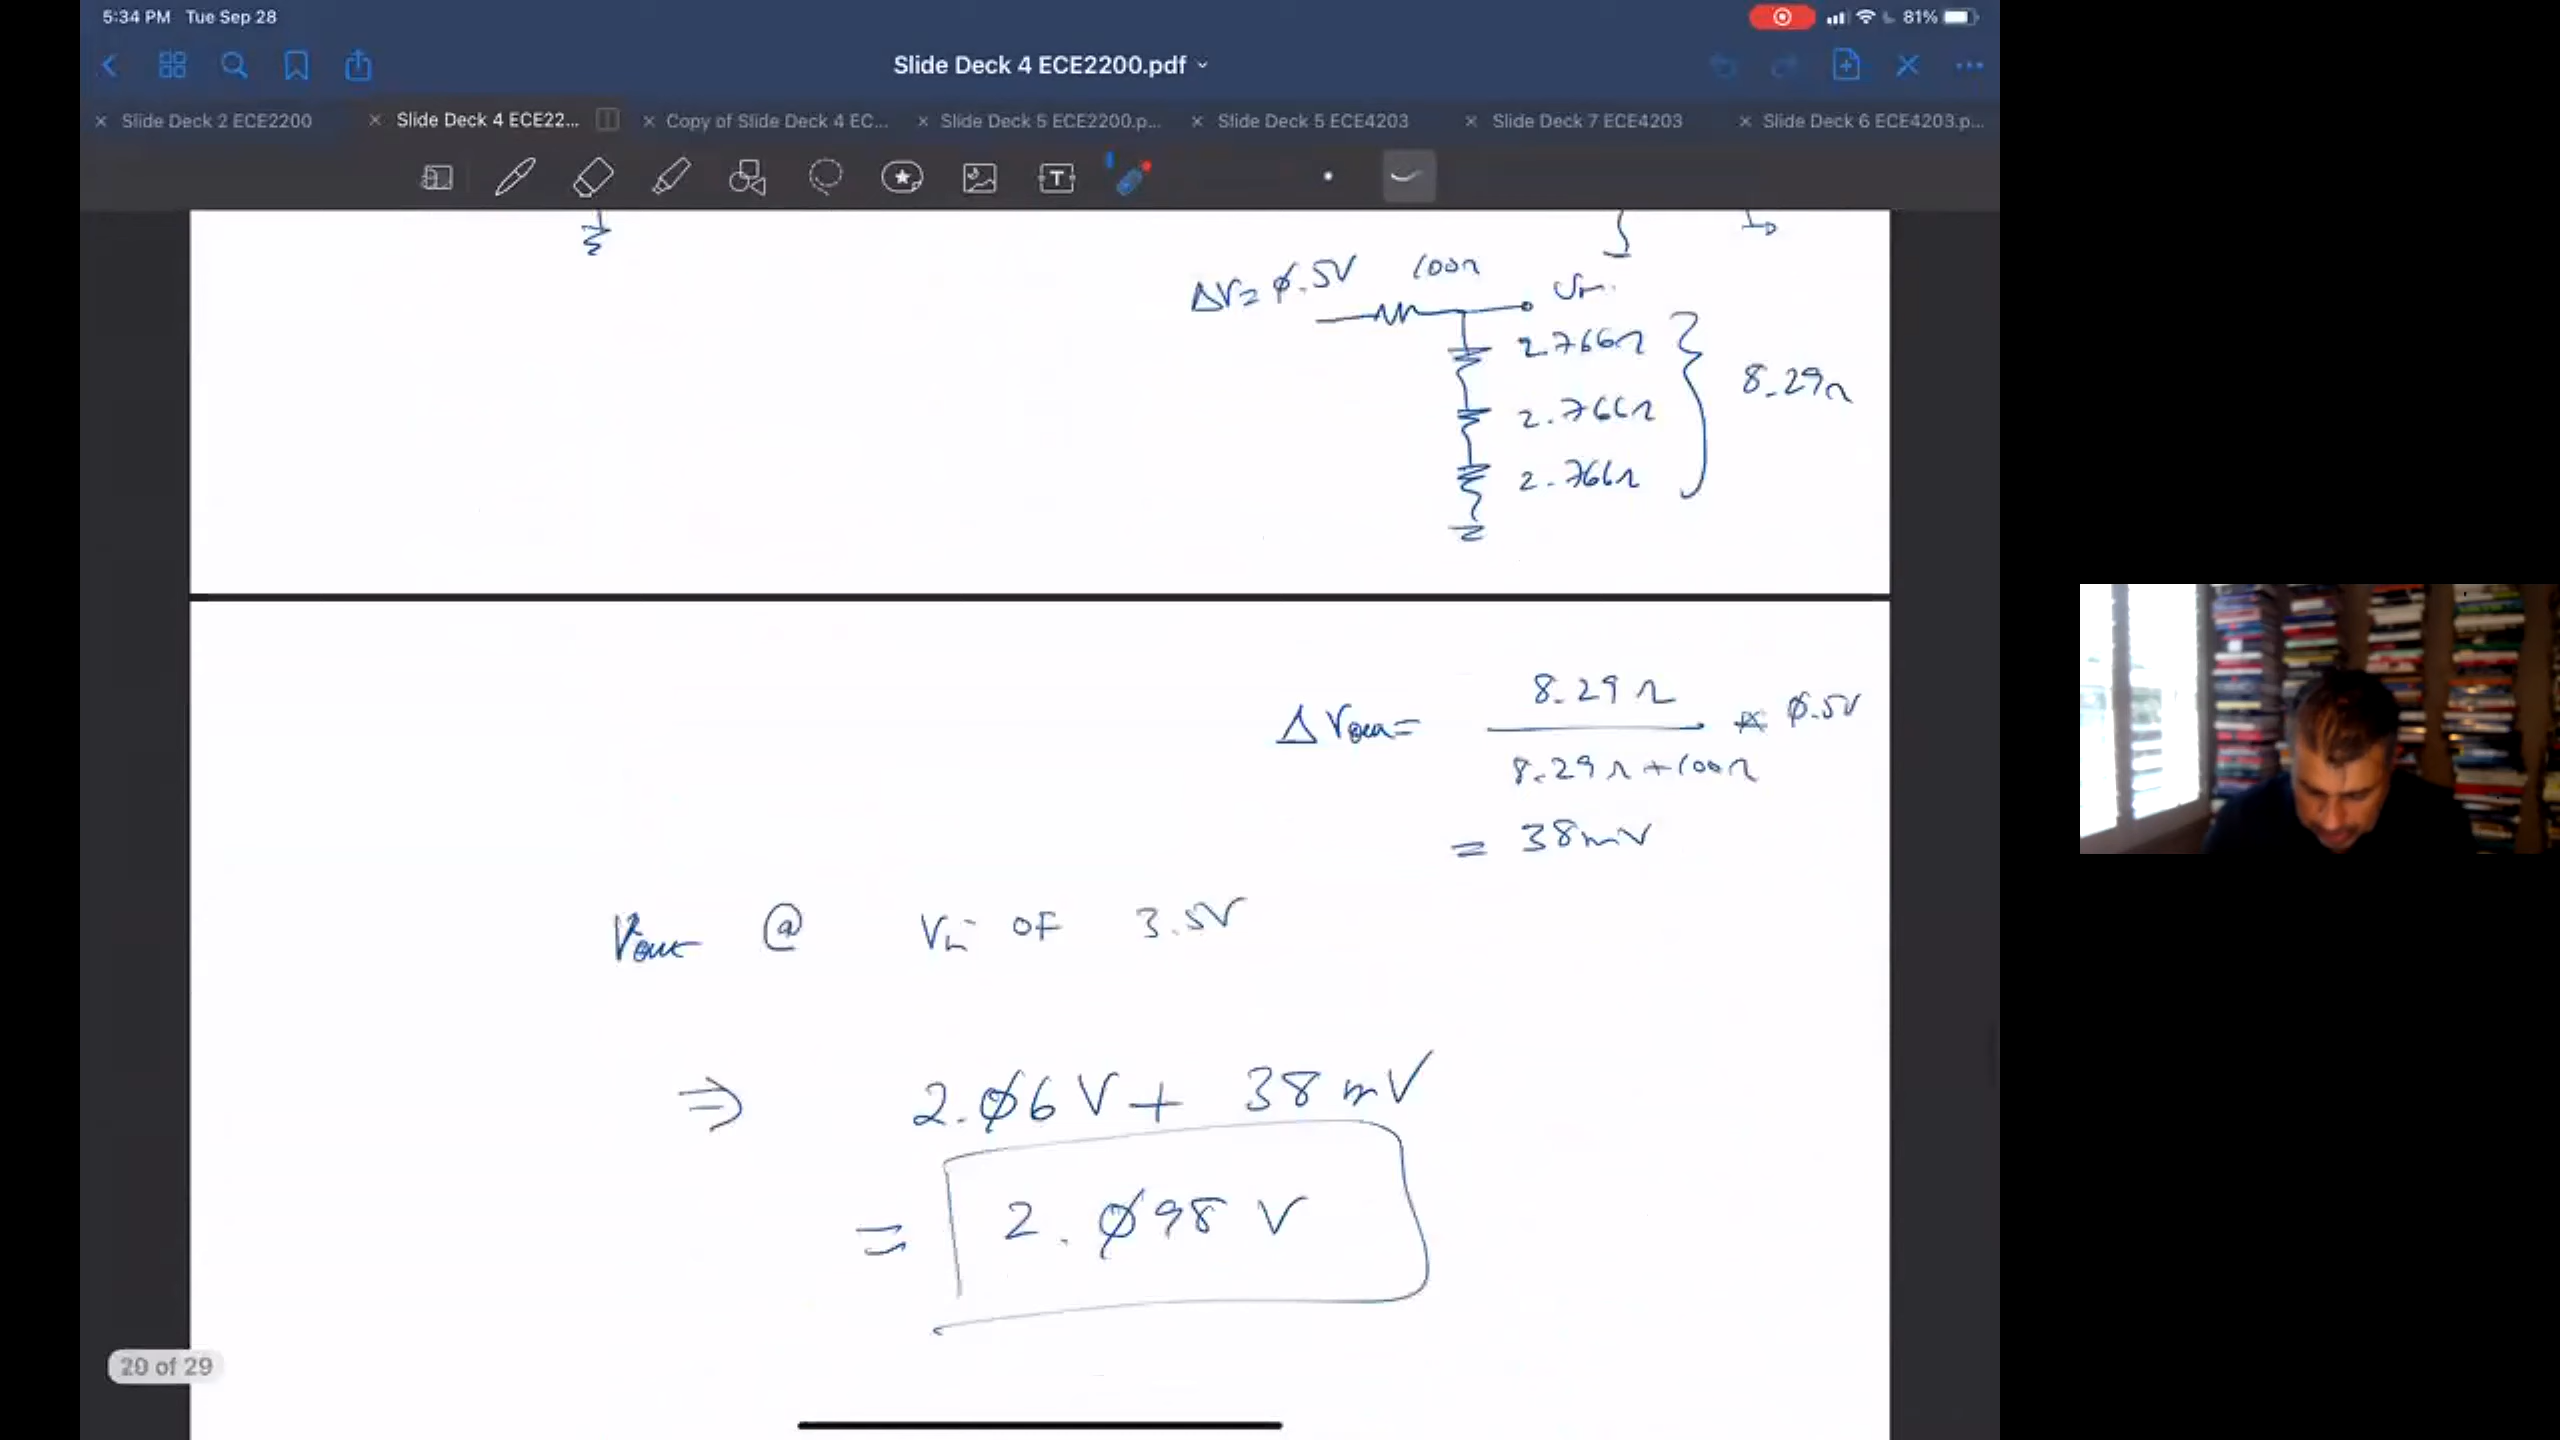 5:34 PM Tue Sep 28
81%
Slide Deck 4 ECE2200.pdf
Slide Deck 2 ECE2200
Slide Deck 4 ECE22...
Copy of Slide Deck 4 EC...
Slide Deck 5 ECE2200.p...
Slide Deck 5 ECE4203
Slide Deck 7 ECE4203
Slide Deck 6 ECE4203.p...
T
ΔV= 0.5V 100Ω
2.766Ω
2.766Ω
2.766Ω
8.29Ω
ΔVout = 8.29Ω
8.29Ω + 100Ω
* 0.5V
= 38mV
Vout @ Vin OF 3.5V
⇒ 2.06 V + 38 mV
= 2.098 V
20 of 29